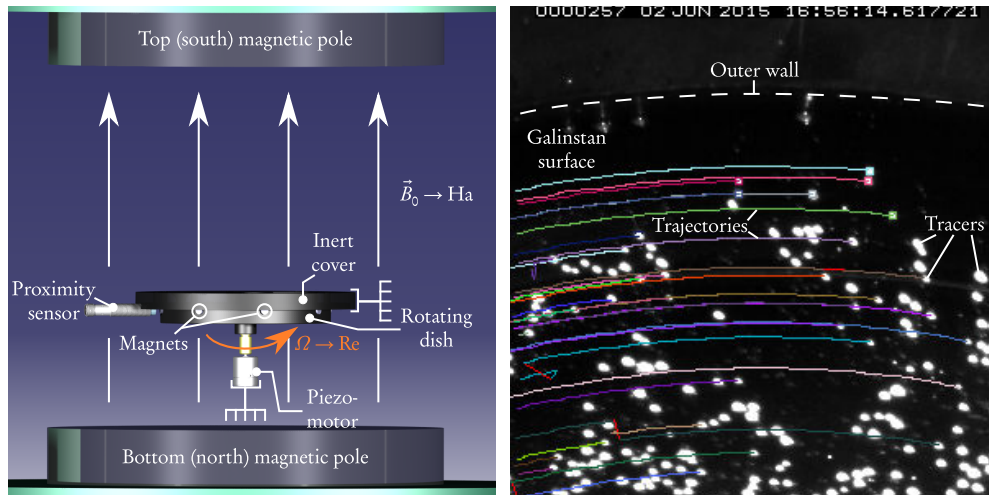 Top (south) magnetic pole
B⃗₀ → Ha
Inert
cover
Proximity
sensor
Magnets
Rotating
dish
Ω → Re
Piezo-
motor
Bottom (north) magnetic pole
0000257 02 JUN 2015 16:56:14.617721
Outer wall
Galinstan
surface
Trajectories
Tracers